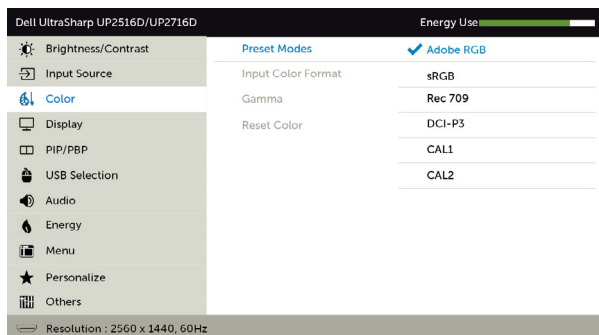 Dell UltraSharp UP2516D/UP2716D
Energy Use
Brightness/Contrast
Preset Modes
Adobe RGB
Input Source
Input Color Format
sRGB
Color
Gamma
Rec 709
Display
Reset Color
DCI-P3
PIP/PBP
CAL1
USB Selection
CAL2
Audio
Energy
Menu
Personalize
Others
Resolution : 2560 x 1440, 60Hz